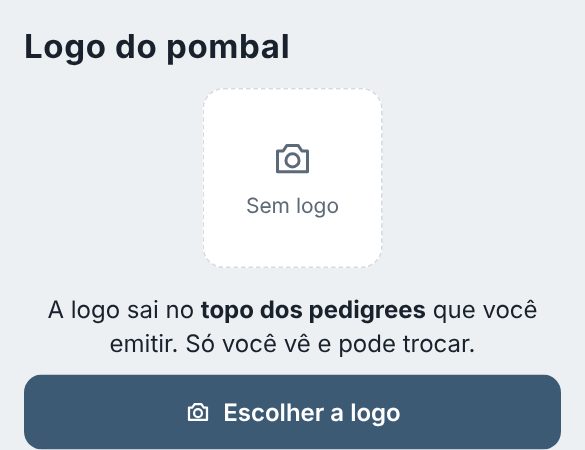 Logo do pombal
Sem logo
A logo sai no topo dos pedigrees que você
emitir. Só você vê e pode trocar.
Escolher a logo